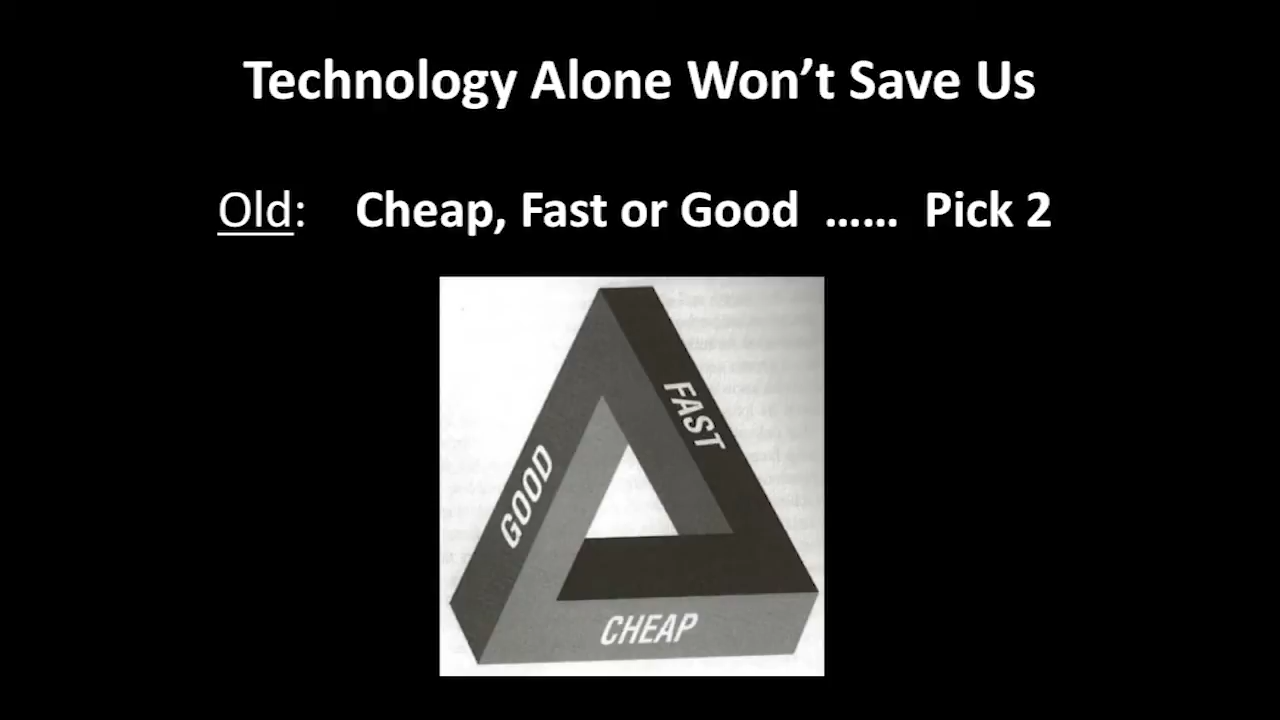 Technology Alone Won’t Save Us
Old: Cheap, Fast or Good …… Pick 2
FAST
GOOD
CHEAP